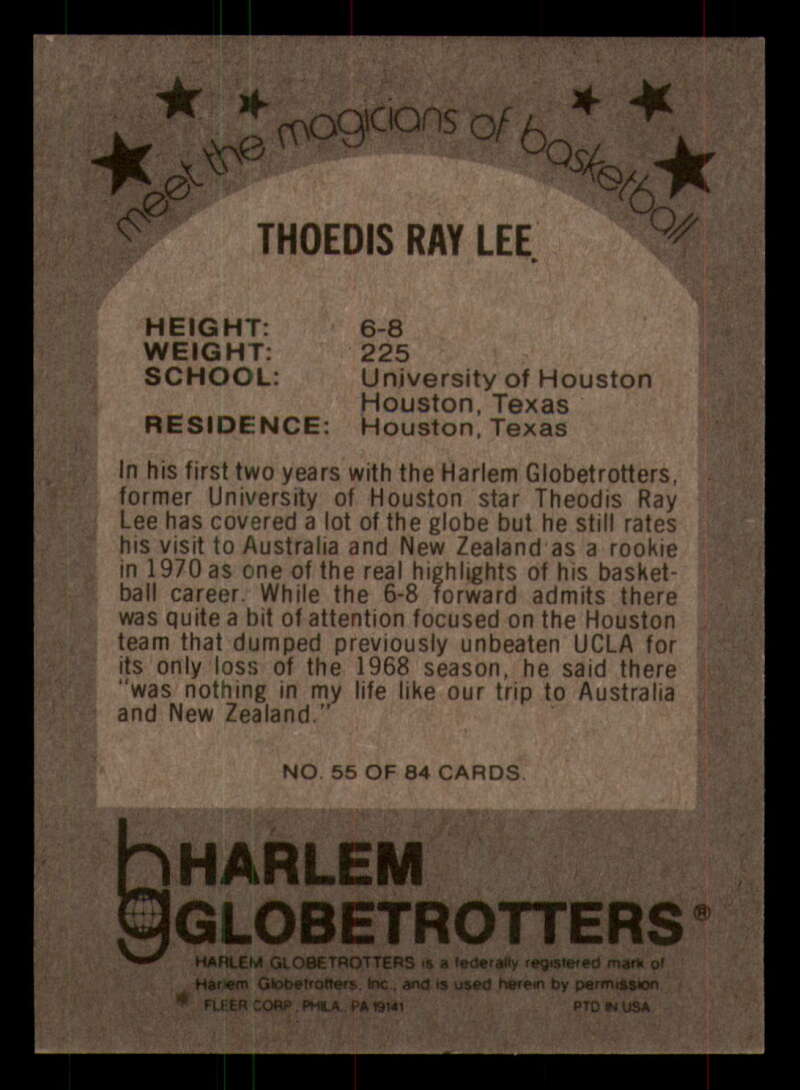 meet the magicians of basketball
THOEDIS RAY LEE
HEIGHT: 6-8
WEIGHT: 225
SCHOOL: University of Houston
Houston, Texas
RESIDENCE: Houston, Texas
In his first two years with the Harlem Globetrotters,
former University of Houston star Theodis Ray
Lee has covered a lot of the globe but he still rates
his visit to Australia and New Zealand as a rookie
in 1970 as one of the real highlights of his basket-
ball career. While the 6-8 forward admits there
was quite a bit of attention focused on the Houston
team that dumped previously unbeaten UCLA for
its only loss of the 1968 season, he said there
"was nothing in my life like our trip to Australia
and New Zealand."
NO. 55 OF 84 CARDS.
hg HARLEM
GLOBETROTTERS®
HARLEM GLOBETROTTERS is a federally registered mark of
Harlem Globetrotters, Inc., and is used herein by permission.
FLEER CORP., PHILA., PA 19141 PTD IN USA